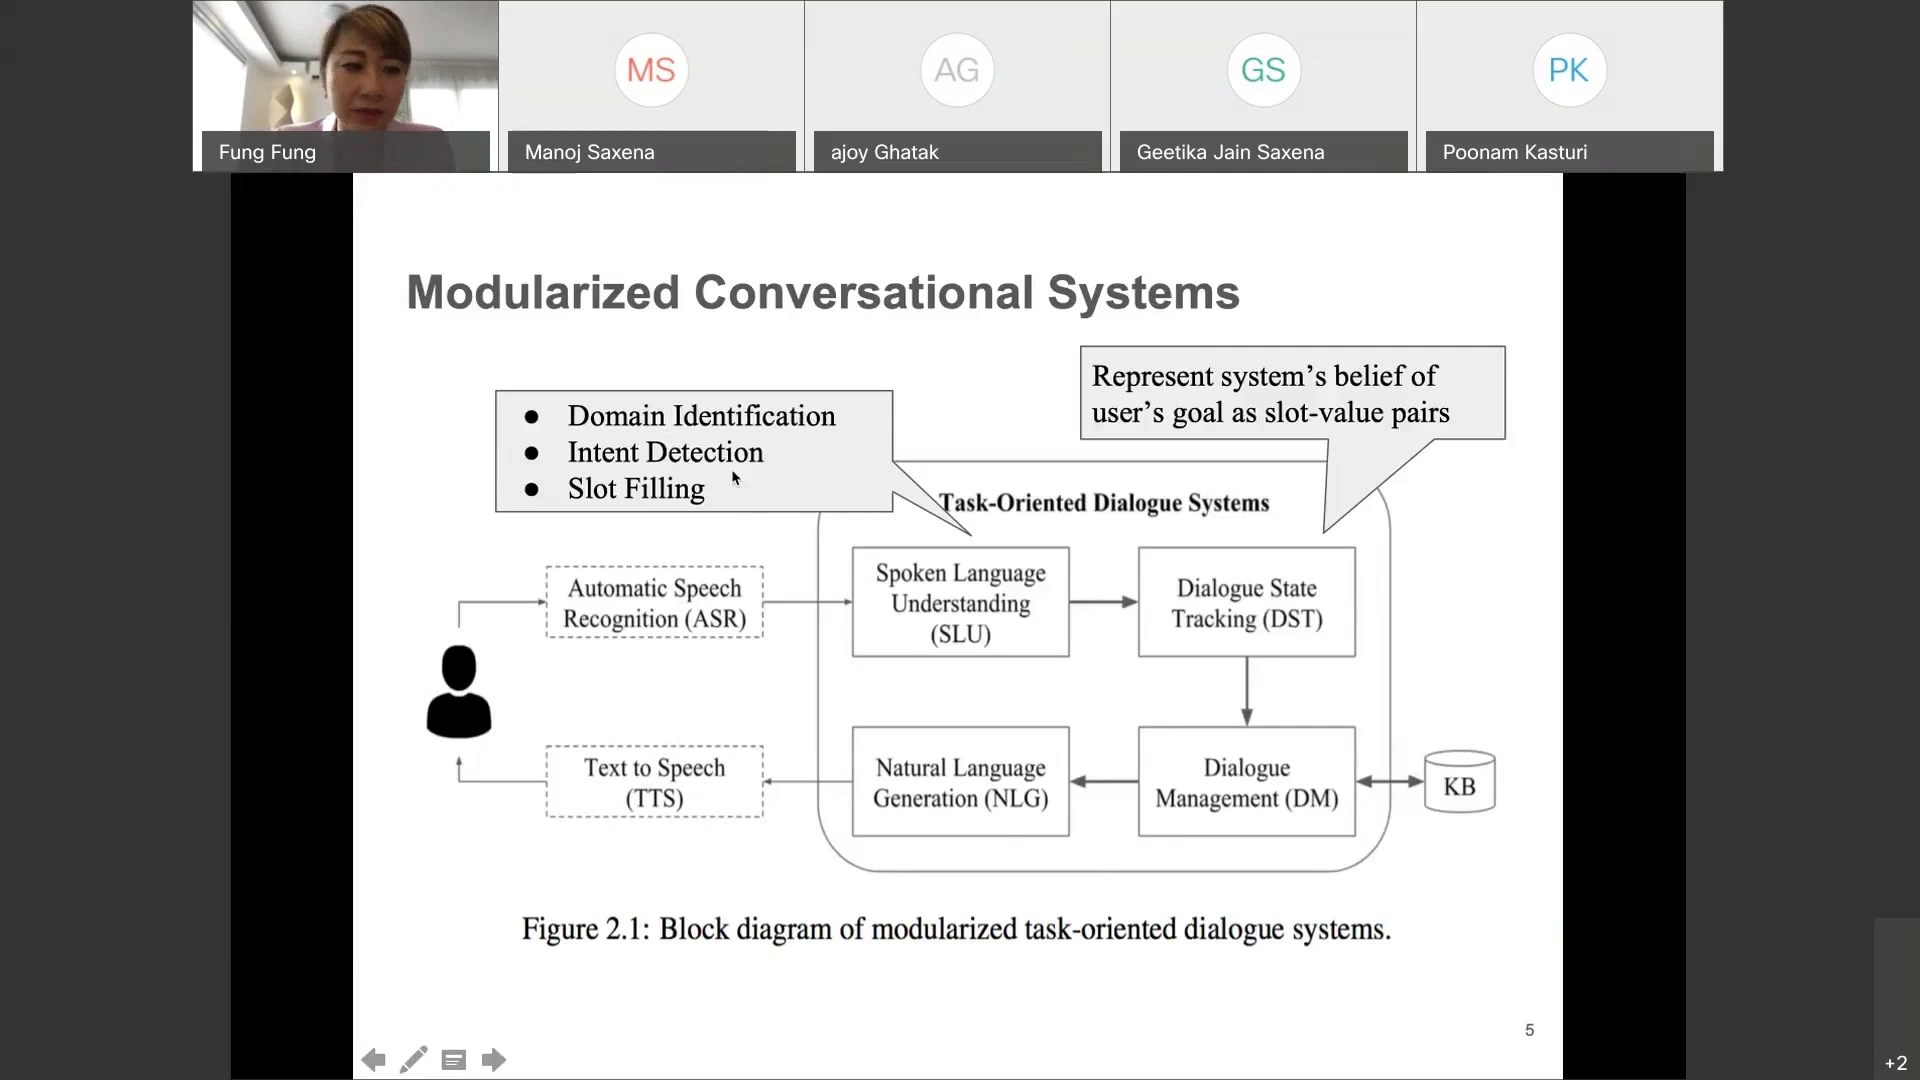 MS
AG
GS
PK
Fung Fung
Manoj Saxena
ajoy Ghatak
Geetika Jain Saxena
Poonam Kasturi
Modularized Conversational Systems
Represent system's belief of
user's goal as slot-value pairs
● Domain Identification
● Intent Detection
● Slot Filling
Task-Oriented Dialogue Systems
Automatic Speech
Recognition (ASR)
Spoken Language
Understanding
(SLU)
Dialogue State
Tracking (DST)
Text to Speech
(TTS)
Natural Language
Generation (NLG)
Dialogue
Management (DM)
KB
Figure 2.1: Block diagram of modularized task-oriented dialogue systems.
5
+2